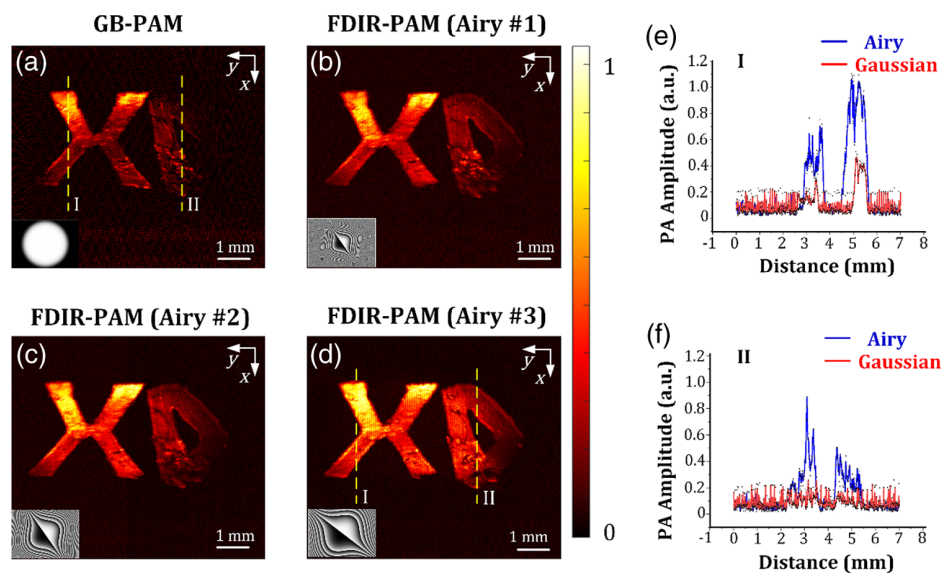 GB-PAM
(a)
y
x
I
II
1 mm
FDIR-PAM (Airy #1)
(b)
y
x
1 mm
1
0
FDIR-PAM (Airy #2)
(c)
y
x
1 mm
FDIR-PAM (Airy #3)
(d)
y
x
I
II
1 mm
XD
XD
XD
XD
(e)
I
Airy
Gaussian
PA Amplitude (a.u.)
1.2
1.0
0.8
0.6
0.4
0.2
0
-1 0 1 2 3 4 5 6 7 8
Distance (mm)
(f)
II
Airy
Gaussian
PA Amplitude (a.u.)
1.2
1.0
0.8
0.6
0.4
0.2
0
-1 0 1 2 3 4 5 6 7 8
Distance (mm)